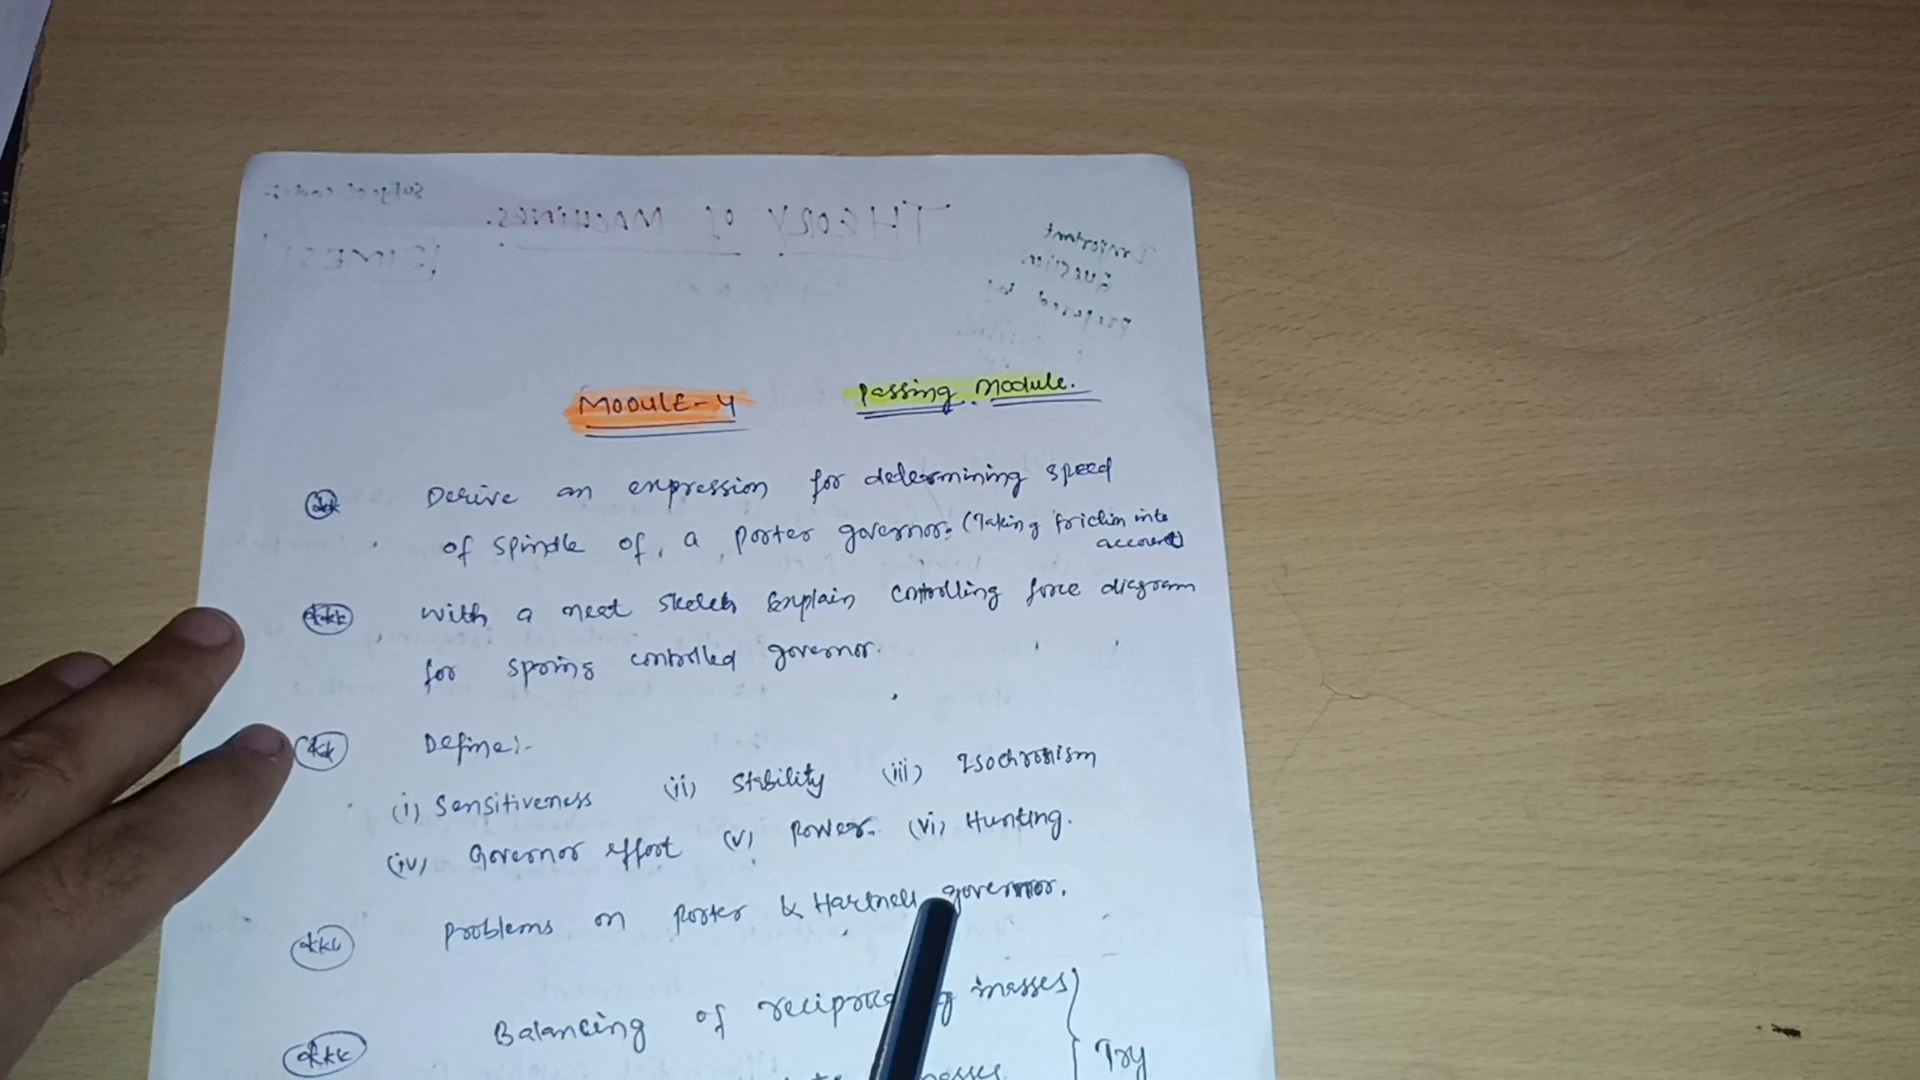 MODULE-4 Passing Module.
** Derive an expression for determining speed
of spindle of a porter governor. (Taking friction into
account)
*** With a neat sketch Explain controlling force diagram
for spring controlled governor.
** Define:-
(i) Sensitiveness (ii) Stability (iii) Isochronism
(iv) Governor effort (v) Power. (vi) Hunting.
*** Problems on Porter & Hartnell governor.
*** Balancing of masses
masses Try